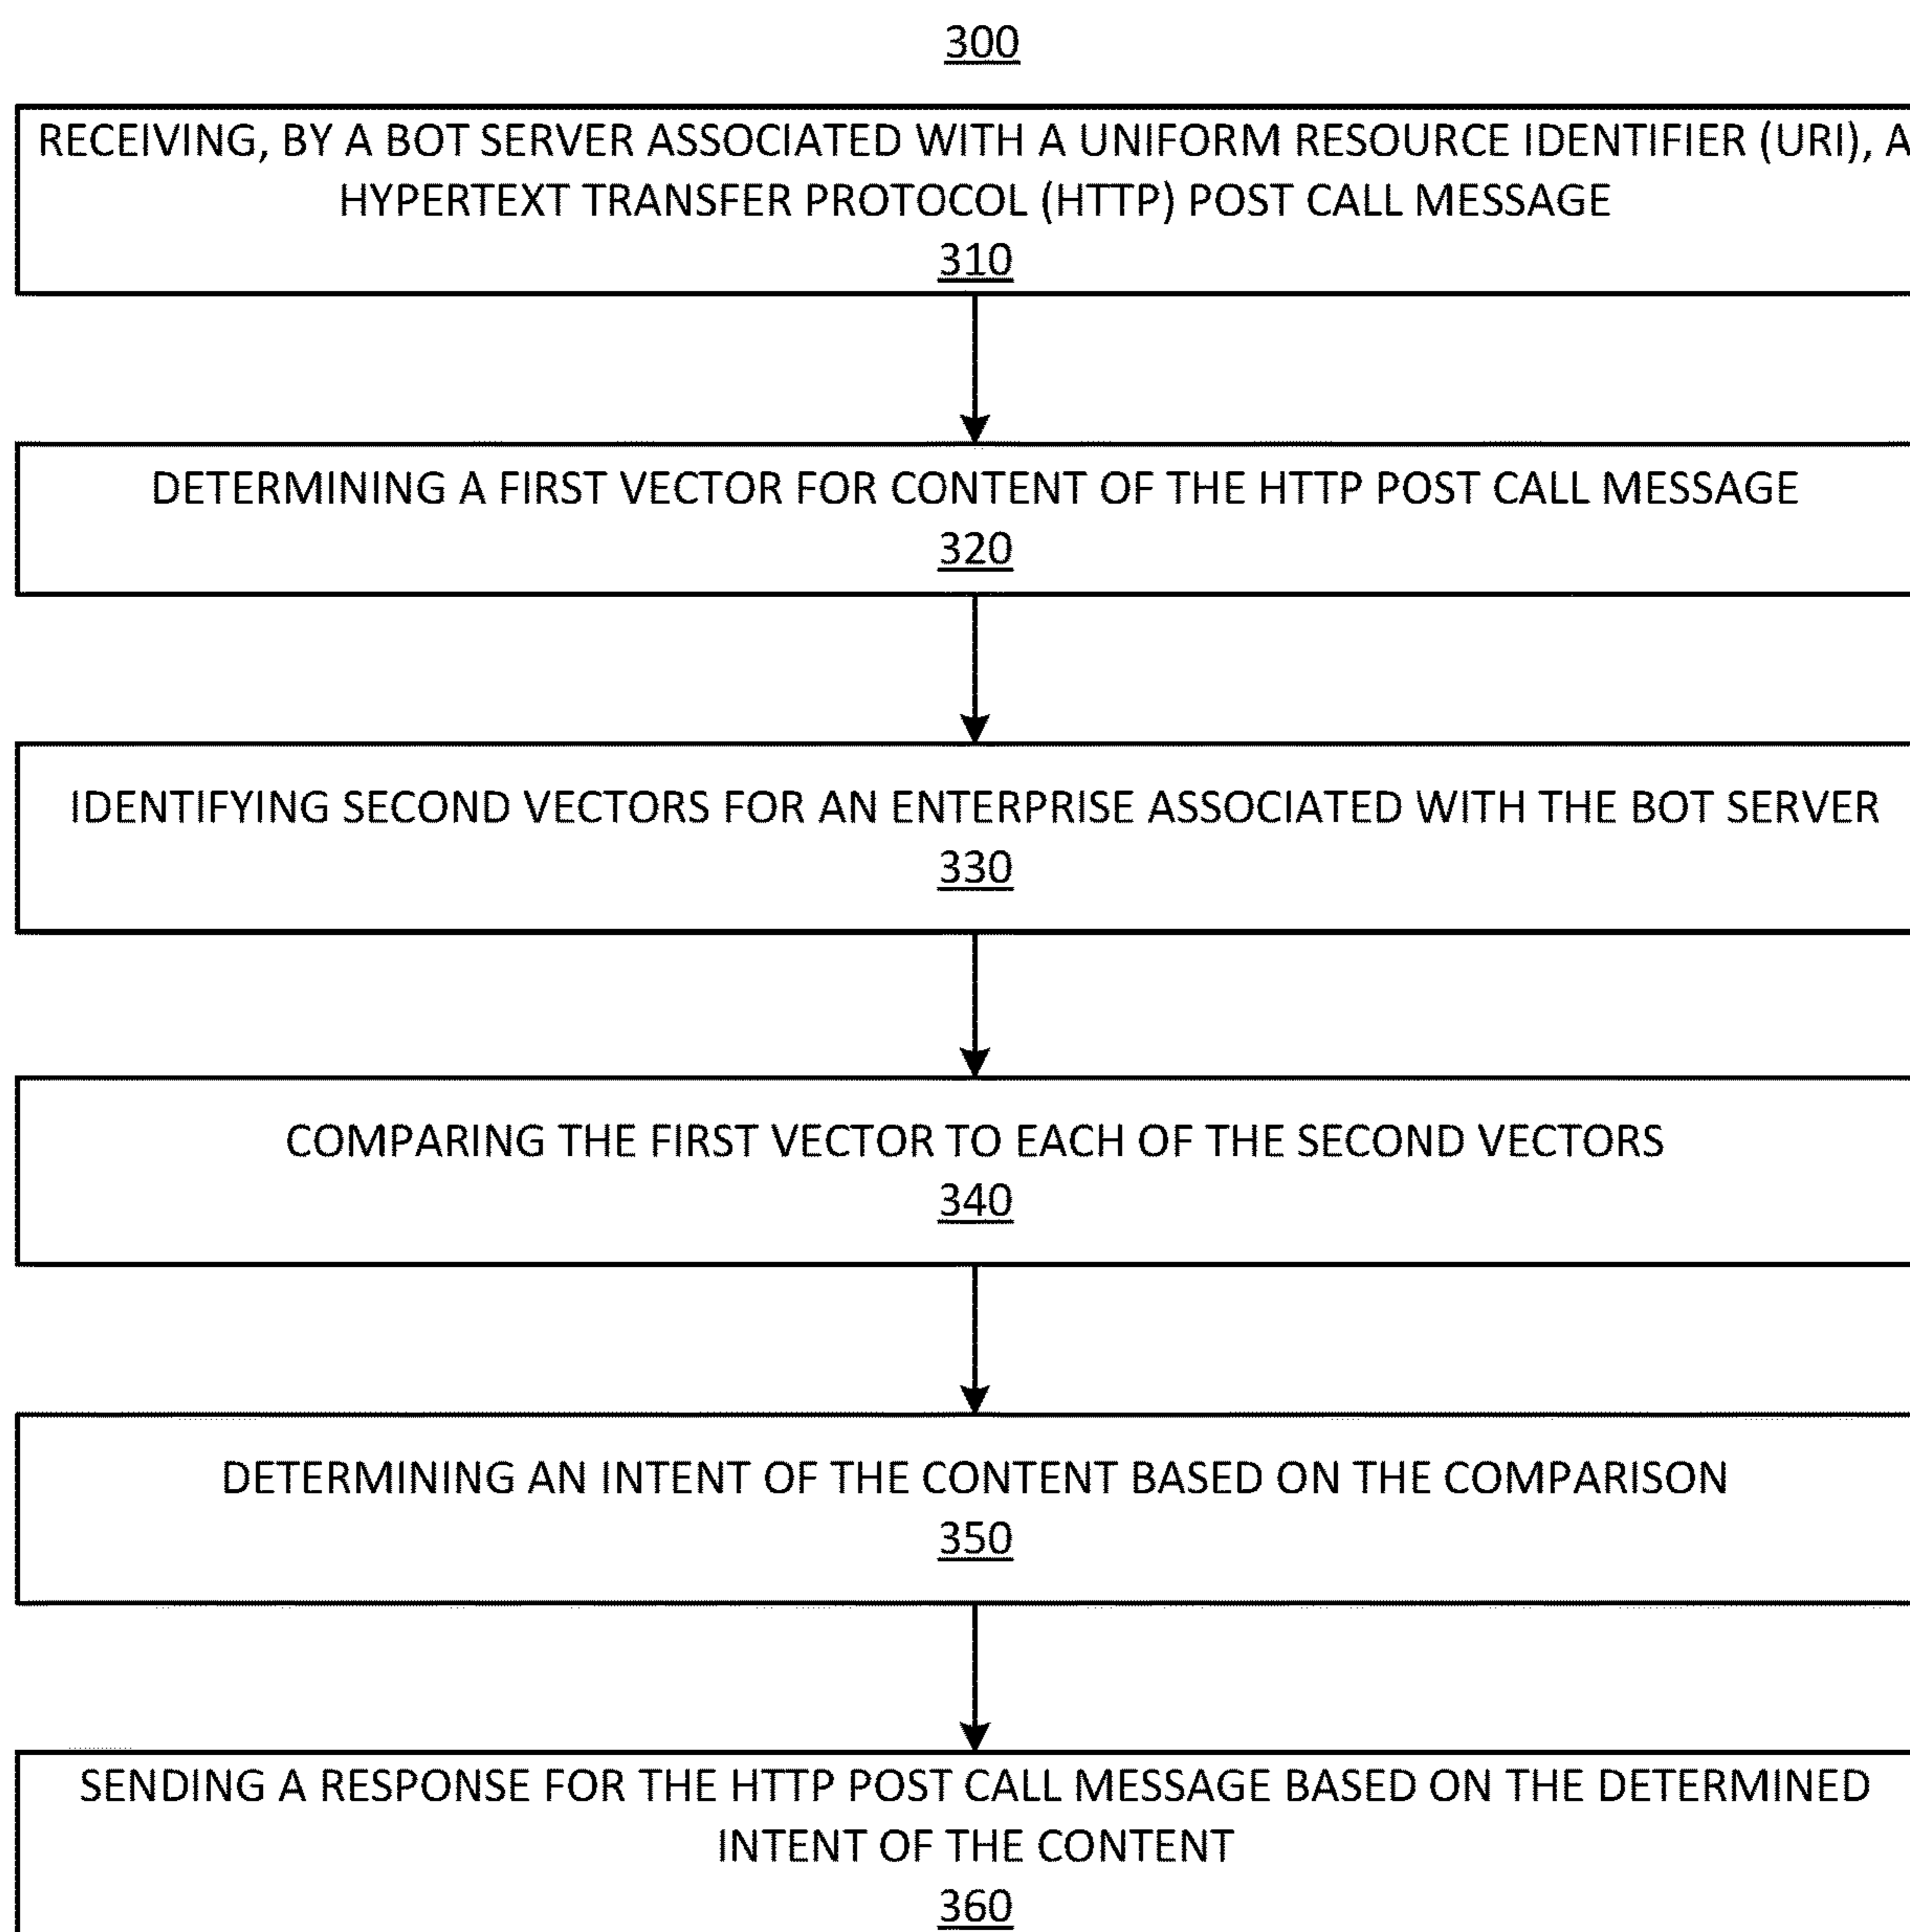 300
RECEIVING, BY A BOT SERVER ASSOCIATED WITH A UNIFORM RESOURCE IDENTIFIER (URI), A
HYPERTEXT TRANSFER PROTOCOL (HTTP) POST CALL MESSAGE
310
DETERMINING A FIRST VECTOR FOR CONTENT OF THE HTTP POST CALL MESSAGE
320
IDENTIFYING SECOND VECTORS FOR AN ENTERPRISE ASSOCIATED WITH THE BOT SERVER
330
COMPARING THE FIRST VECTOR TO EACH OF THE SECOND VECTORS
340
DETERMINING AN INTENT OF THE CONTENT BASED ON THE COMPARISON
350
SENDING A RESPONSE FOR THE HTTP POST CALL MESSAGE BASED ON THE DETERMINED
INTENT OF THE CONTENT
360